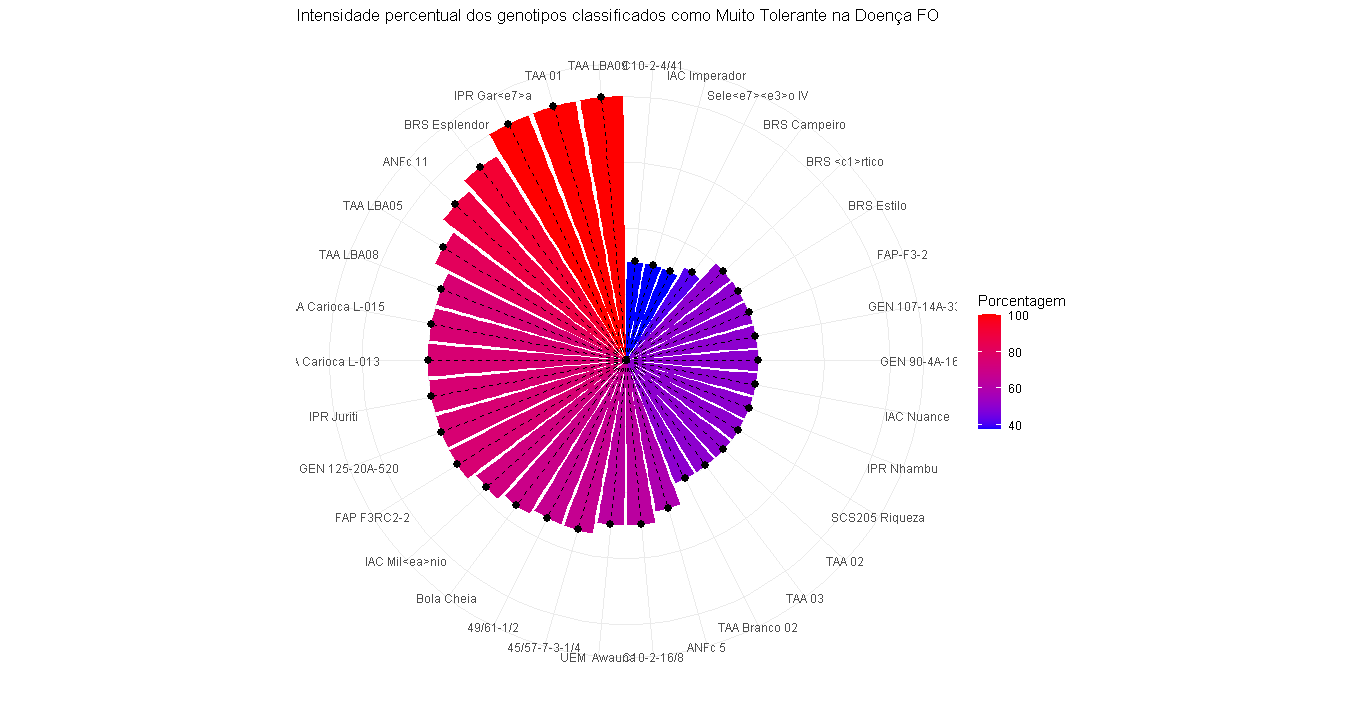 Intensidade percentual dos genotipos classificados como Muito Tolerante na Doença FO
C10-2-4/41
IAC Imperador
Sele<e7><e3>o IV
BRS Campeiro
BRS <c1>rtico
BRS Estilo
FAP-F3-2
GEN 107-14A-33
GEN 90-4A-16
IAC Nuance
IPR Nhambu
SCS205 Riqueza
TAA 02
TAA 03
TAA Branco 02
ANFc 5
C10-2-16/8
UEM Awauna
45/57-7-3-1/4
49/61-1/2
Bola Cheia
IAC Mil<ea>nio
FAP F3RC2-2
GEN 125-20A-520
IPR Juriti
Carioca L-013
A Carioca L-015
TAA LBA08
TAA LBA05
ANFc 11
BRS Esplendor
IPR Gar<e7>a
TAA 01
TAA LBA09
Porcentagem
100
80
60
40